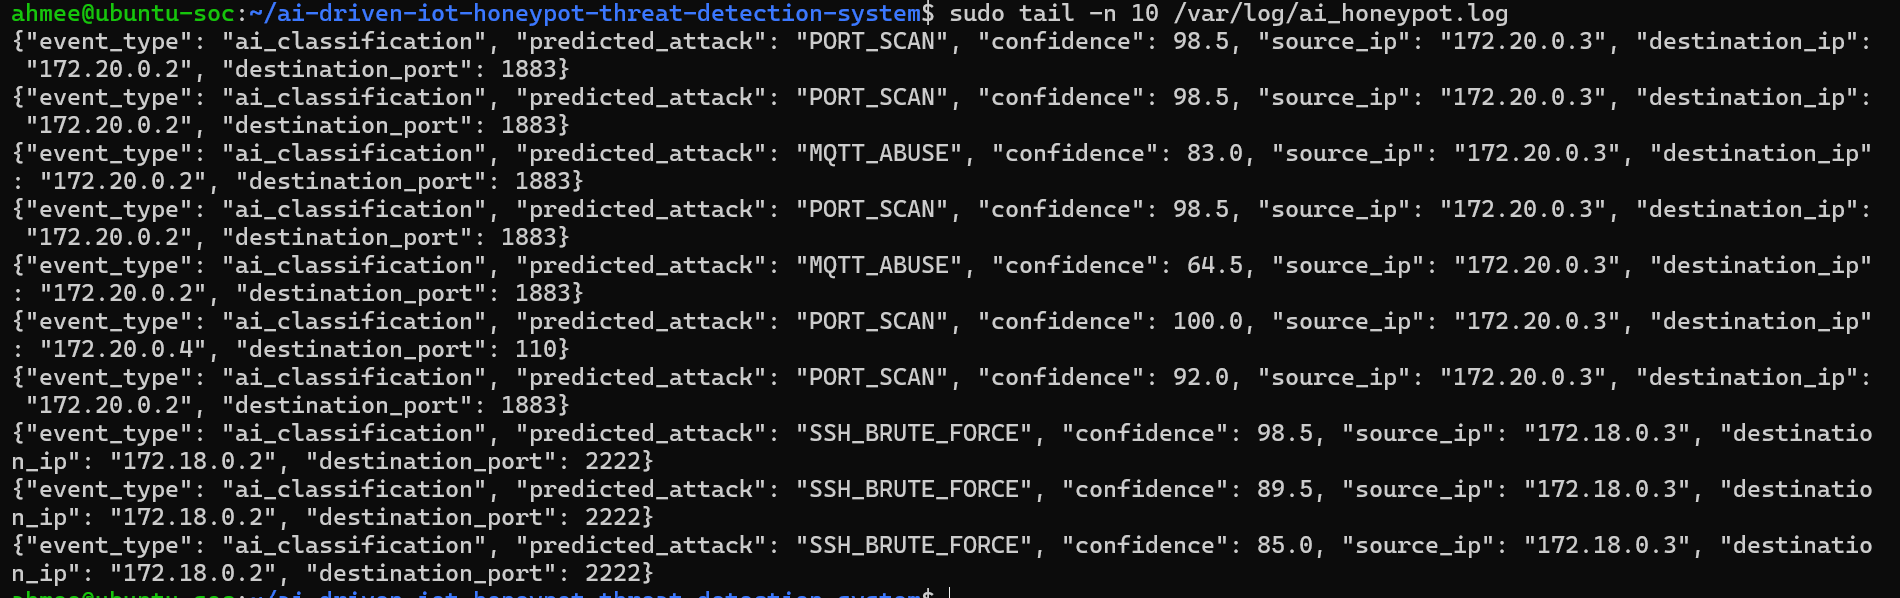 ahmee@ubuntu-soc:~/ai-driven-iot-honeypot-threat-detection-system$ sudo tail -n 10 /var/log/ai_honeypot.log
{"event_type": "ai_classification", "predicted_attack": "PORT_SCAN", "confidence": 98.5, "source_ip": "172.20.0.3", "destination_ip":
 "172.20.0.2", "destination_port": 1883}
{"event_type": "ai_classification", "predicted_attack": "PORT_SCAN", "confidence": 98.5, "source_ip": "172.20.0.3", "destination_ip":
 "172.20.0.2", "destination_port": 1883}
{"event_type": "ai_classification", "predicted_attack": "MQTT_ABUSE", "confidence": 83.0, "source_ip": "172.20.0.3", "destination_ip"
: "172.20.0.2", "destination_port": 1883}
{"event_type": "ai_classification", "predicted_attack": "PORT_SCAN", "confidence": 98.5, "source_ip": "172.20.0.3", "destination_ip":
 "172.20.0.2", "destination_port": 1883}
{"event_type": "ai_classification", "predicted_attack": "MQTT_ABUSE", "confidence": 64.5, "source_ip": "172.20.0.3", "destination_ip"
: "172.20.0.2", "destination_port": 1883}
{"event_type": "ai_classification", "predicted_attack": "PORT_SCAN", "confidence": 100.0, "source_ip": "172.20.0.3", "destination_ip"
: "172.20.0.4", "destination_port": 110}
{"event_type": "ai_classification", "predicted_attack": "PORT_SCAN", "confidence": 92.0, "source_ip": "172.20.0.3", "destination_ip":
 "172.20.0.2", "destination_port": 1883}
{"event_type": "ai_classification", "predicted_attack": "SSH_BRUTE_FORCE", "confidence": 98.5, "source_ip": "172.18.0.3", "destinatio
n_ip": "172.18.0.2", "destination_port": 2222}
{"event_type": "ai_classification", "predicted_attack": "SSH_BRUTE_FORCE", "confidence": 89.5, "source_ip": "172.18.0.3", "destinatio
n_ip": "172.18.0.2", "destination_port": 2222}
{"event_type": "ai_classification", "predicted_attack": "SSH_BRUTE_FORCE", "confidence": 85.0, "source_ip": "172.18.0.3", "destinatio
n_ip": "172.18.0.2", "destination_port": 2222}
ahmee@ubuntu-soc:~/ai-driven-iot-honeypot-threat-detection-system$